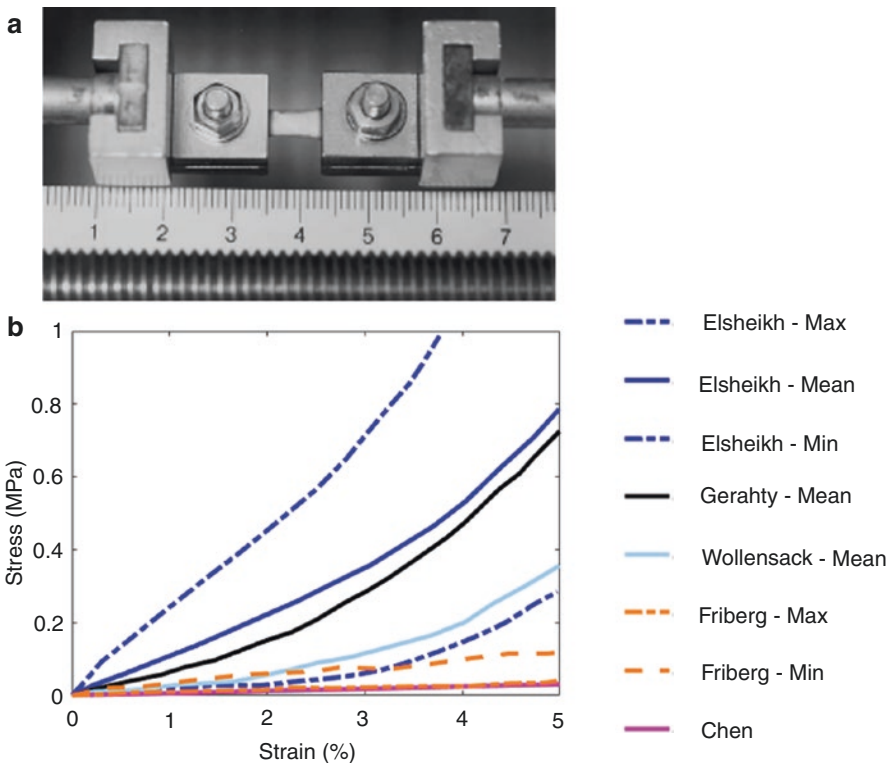 a
1 2 3 4 5 6 7
b
1
0.8
0.6
0.4
0.2
0
Stress (MPa)
0 1 2 3 4 5
Strain (%)
Elsheikh - Max
Elsheikh - Mean
Elsheikh - Min
Gerahty - Mean
Wollensack - Mean
Friberg - Max
Friberg - Min
Chen